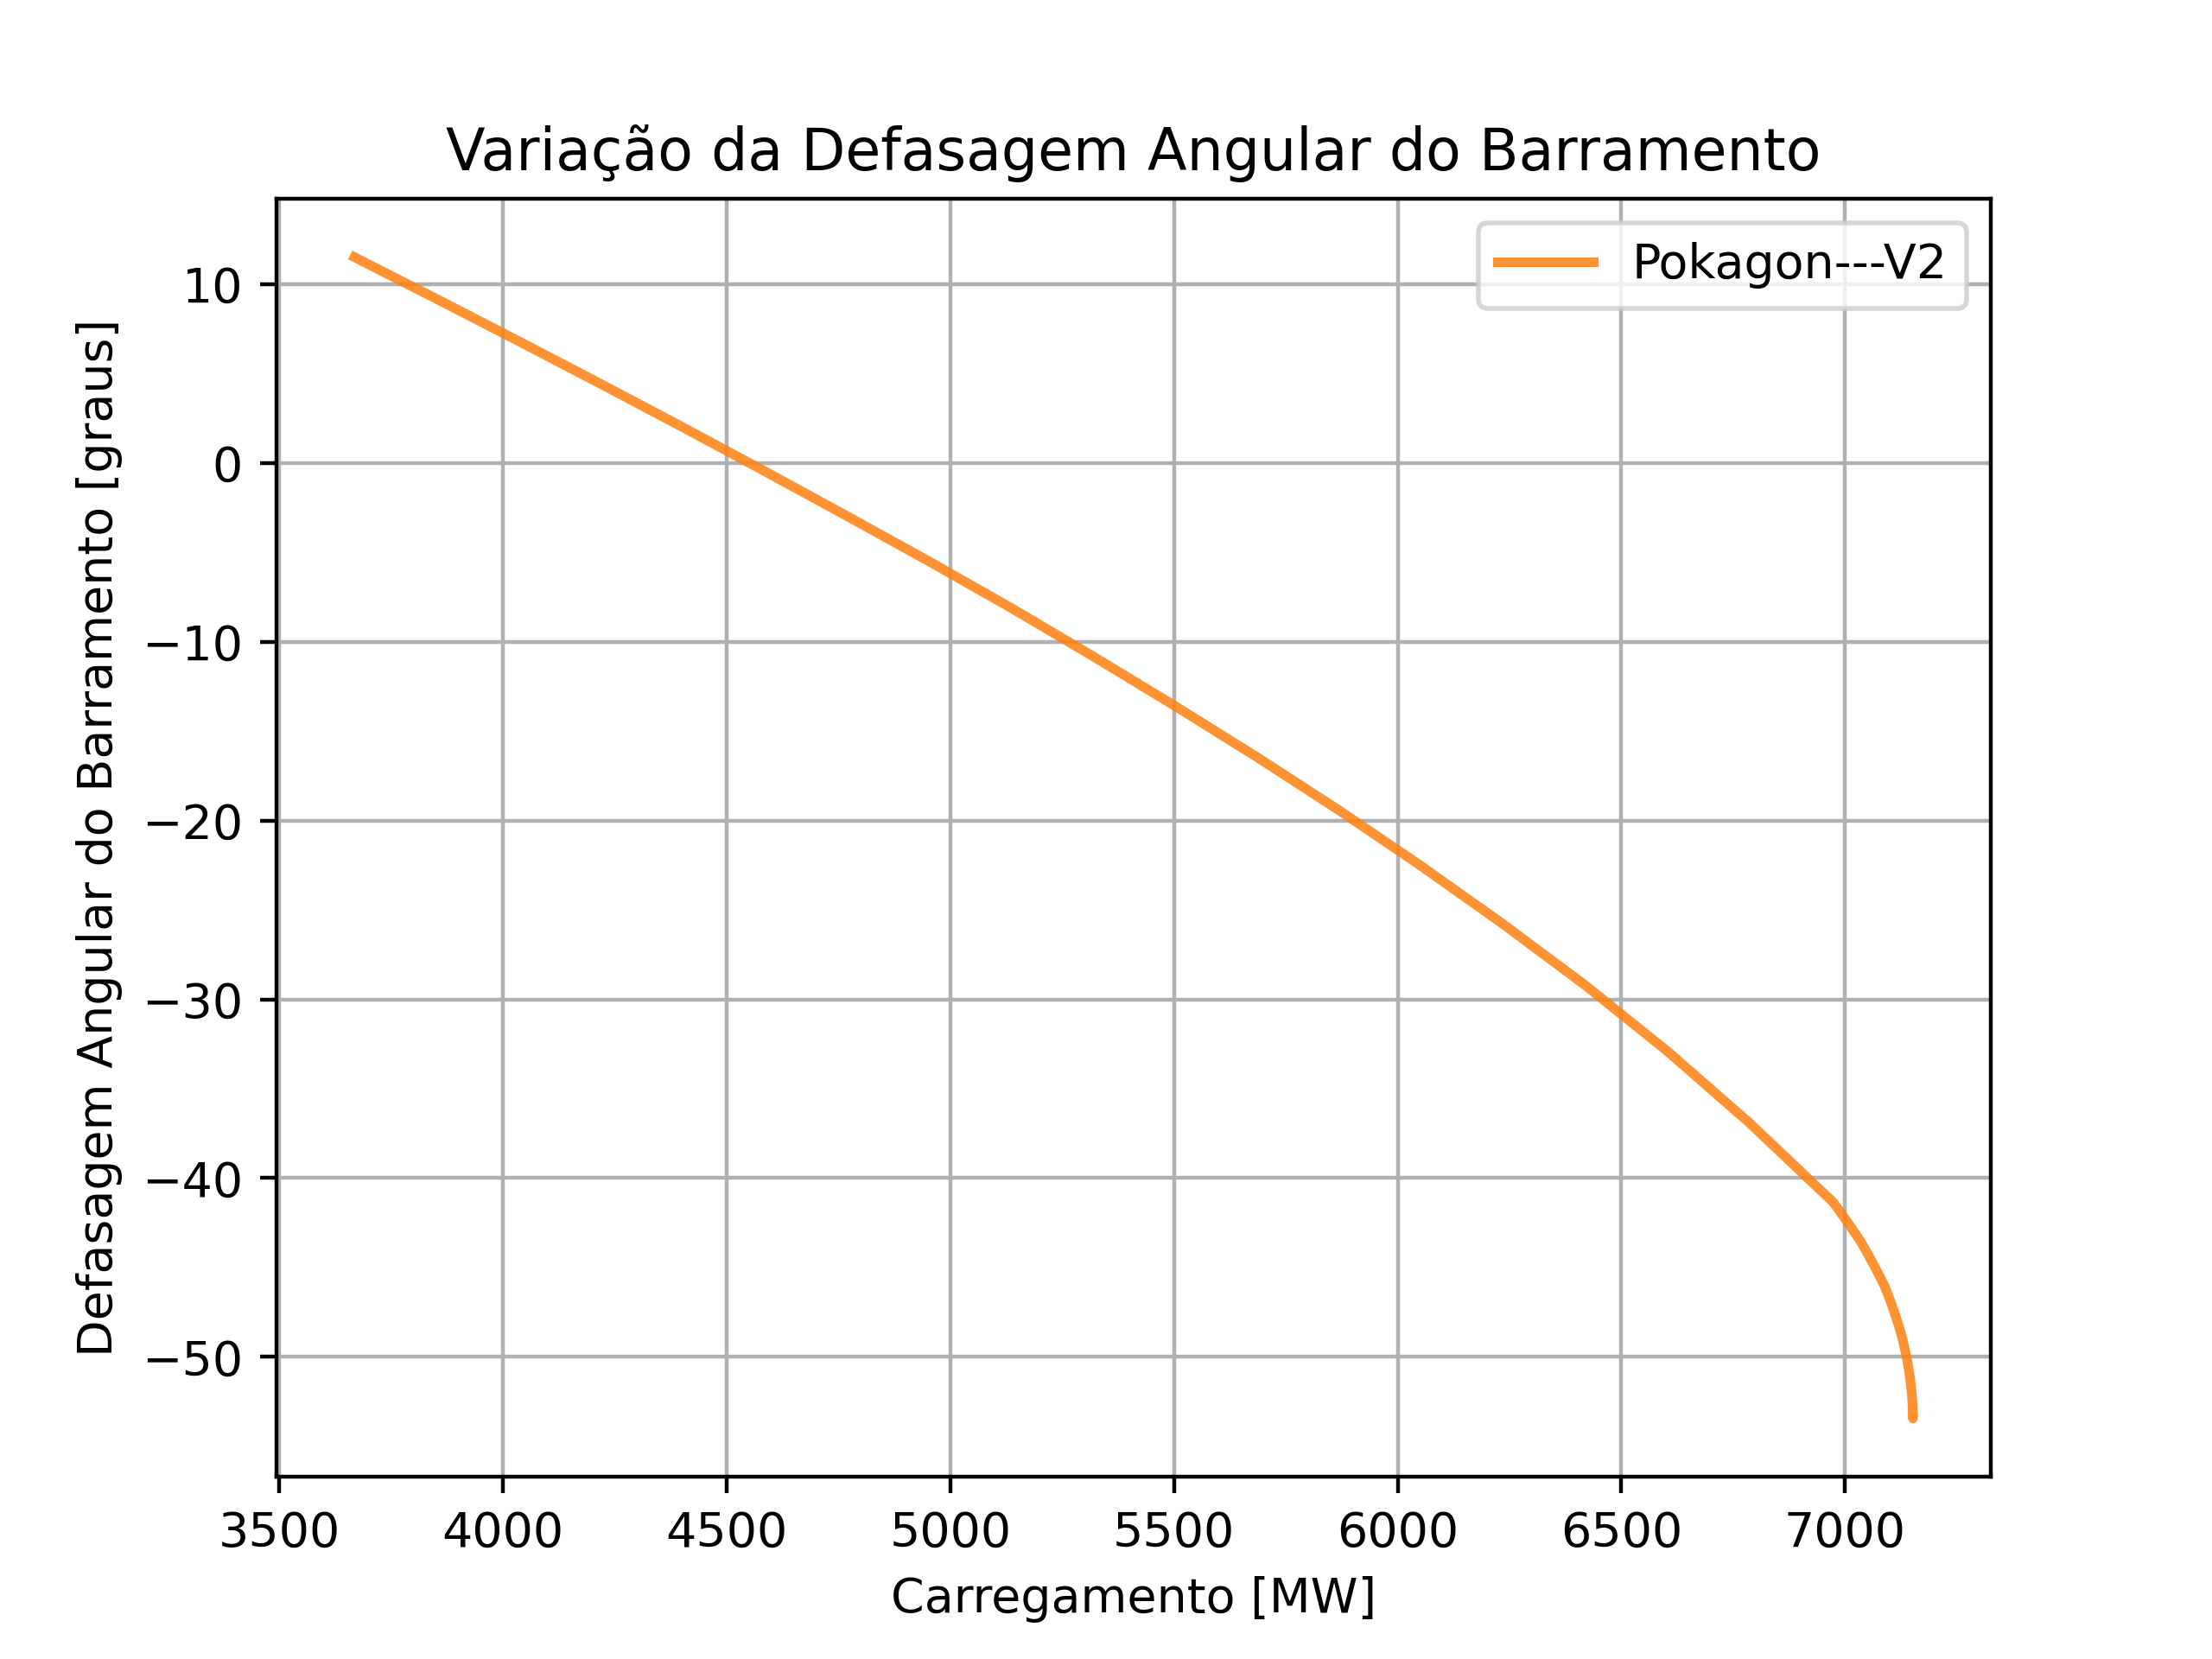 Variação da Defasagem Angular do Barramento
Pokagon---V2
Defasagem Angular do Barramento [graus]
10
0
−10
−20
−30
−40
−50
3500 4000 4500 5000 5500 6000 6500 7000
Carregamento [MW]